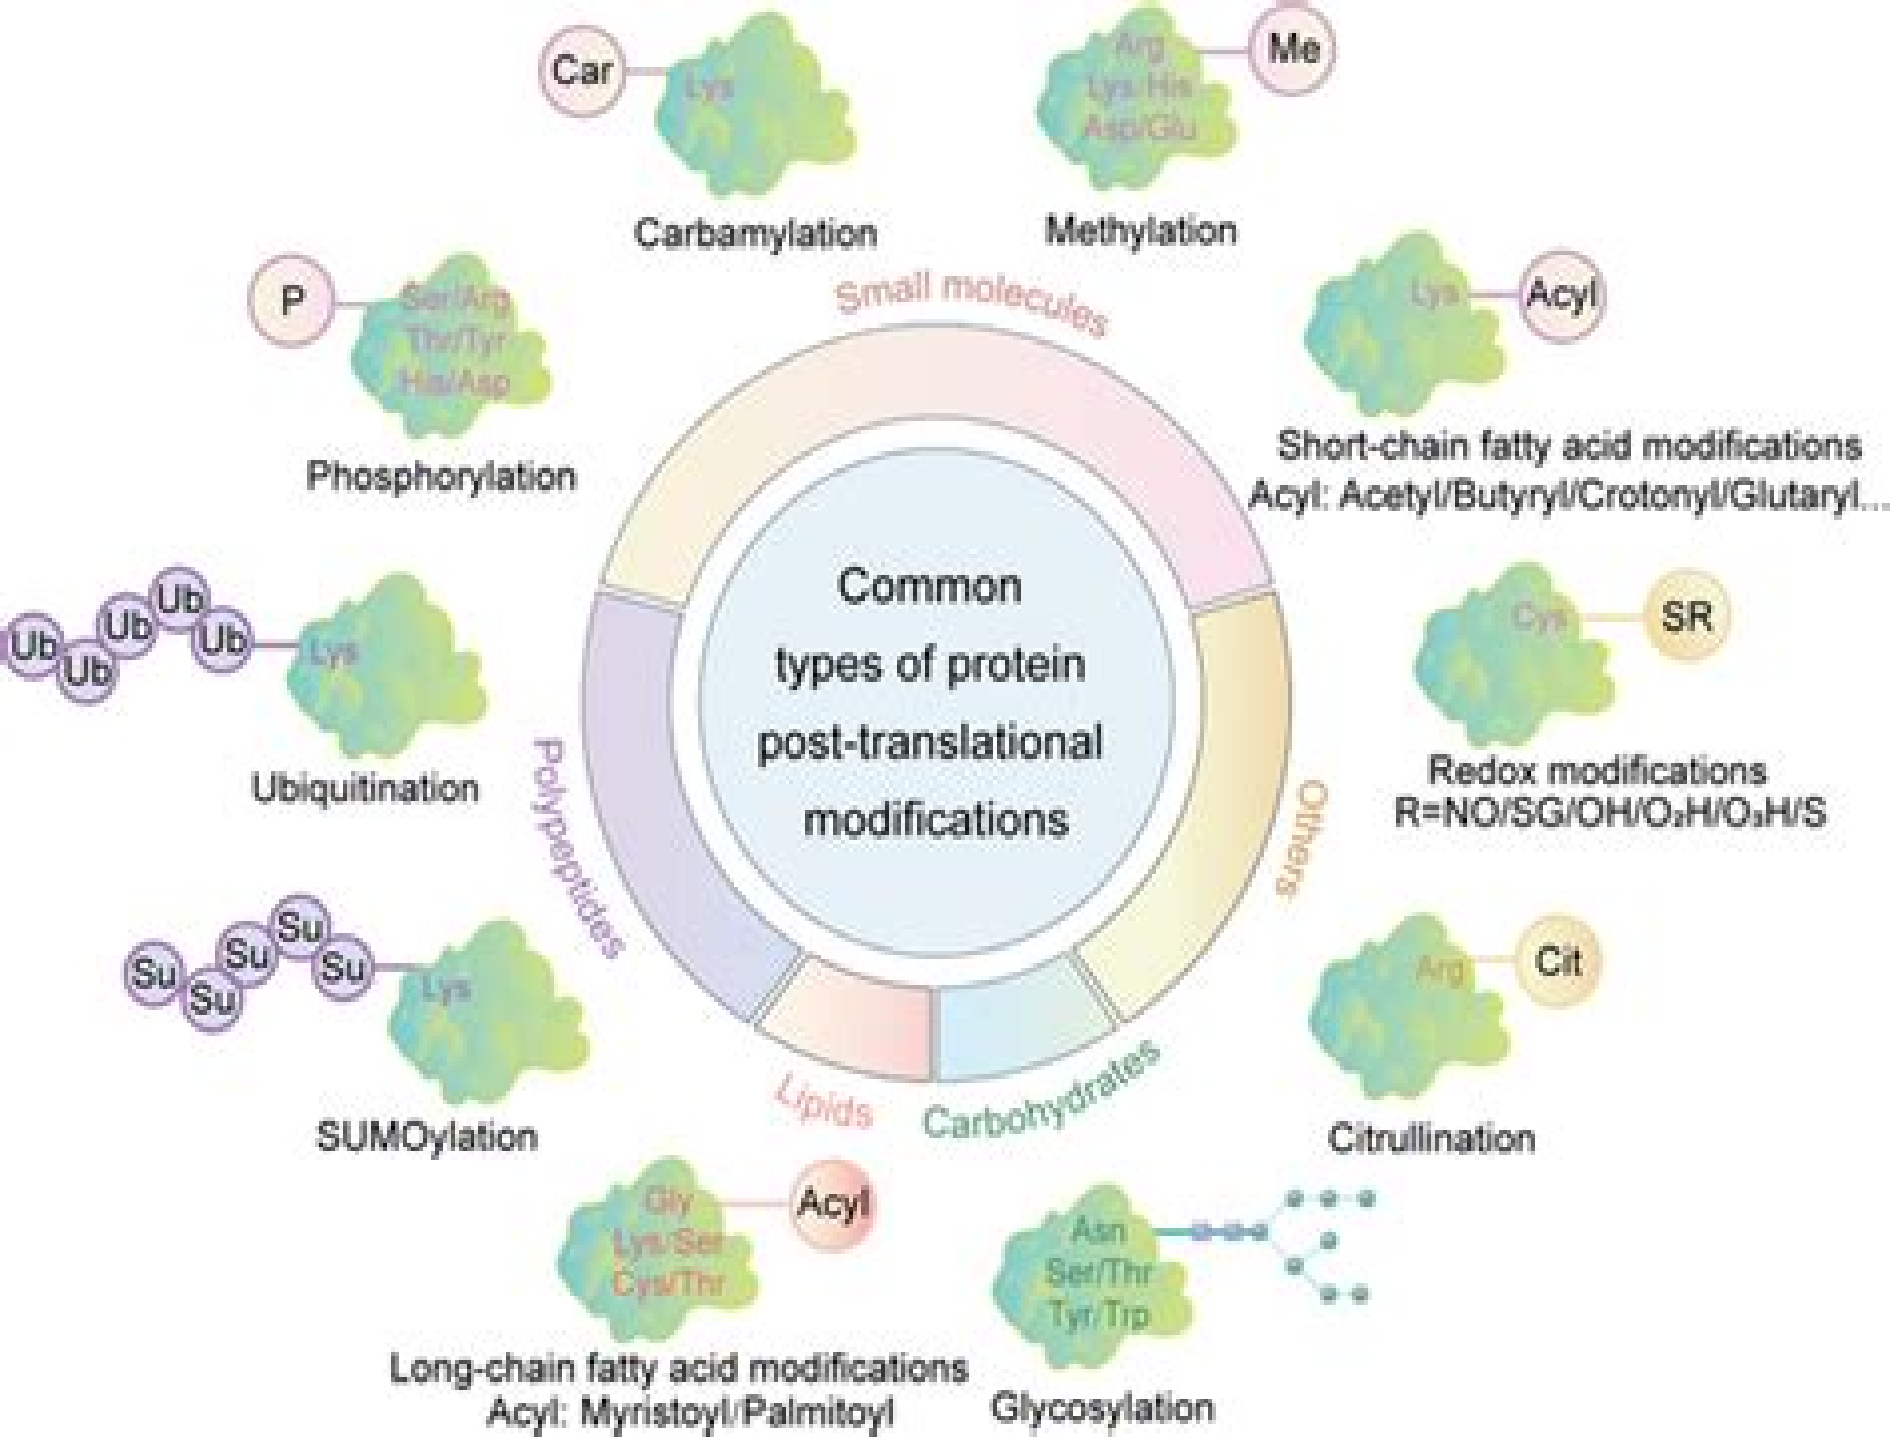 Car
Lys
Carbamylation
Arg
Lys/His
Asp/Glu
Me
Methylation
P
Ser/Arg
Thr/Tyr
His/Asp
Phosphorylation
Small molecules
Lys
Acyl
Short-chain fatty acid modifications
Acyl: Acetyl/Butyryl/Crotonyl/Glutaryl...
Ub
Ub
Ub
Ub
Ub
Lys
Ubiquitination
Common
types of protein
post-translational
modifications
Cys
SR
Redox modifications
R=NO/SG/OH/O₂H/O₃H/S
Polypeptides
Others
Su
Su
Su
Su
Su
Lys
SUMOylation
Arg
Cit
Citrullination
Lipids
Carbohydrates
Gly
Lys/Ser
Cys/Thr
Acyl
Long-chain fatty acid modifications
Acyl: Myristoyl/Palmitoyl
Asn
Ser/Thr
Tyr/Trp
Glycosylation